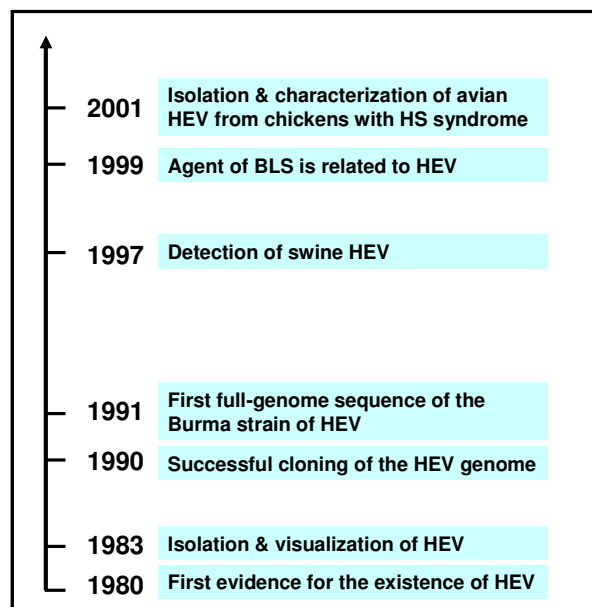 2001 Isolation & characterization of avian
HEV from chickens with HS syndrome
1999 Agent of BLS is related to HEV
1997 Detection of swine HEV
1991 First full-genome sequence of the
Burma strain of HEV
1990 Successful cloning of the HEV genome
1983 Isolation & visualization of HEV
1980 First evidence for the existence of HEV